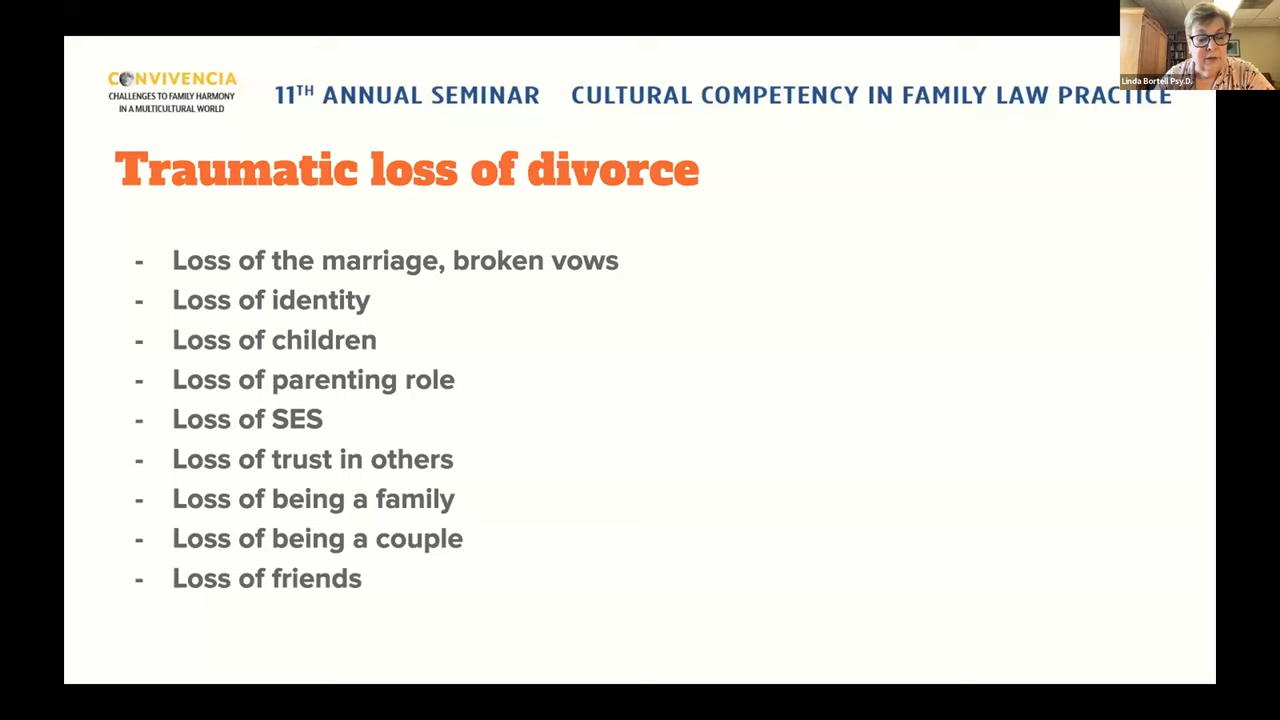 CONVIVENCIA
CHALLENGES TO FAMILY HARMONY
IN A MULTICULTURAL WORLD
11TH ANNUAL SEMINAR CULTURAL COMPETENCY IN FAMILY LAW PRACTICE
Linda Bortell Psy.D.
Traumatic loss of divorce
- Loss of the marriage, broken vows
- Loss of identity
- Loss of children
- Loss of parenting role
- Loss of SES
- Loss of trust in others
- Loss of being a family
- Loss of being a couple
- Loss of friends